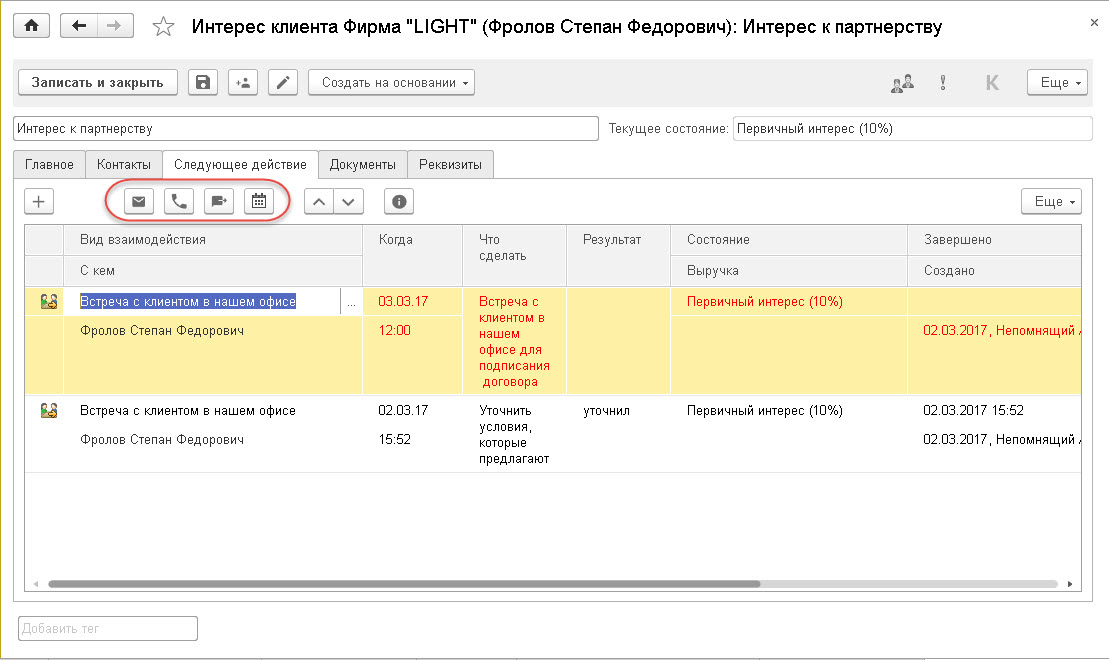 Интерес клиента Фирма "LIGHT" (Фролов Степан Федорович): Интерес к партнерству
Записать и закрыть
Создать на основании
K
Еще
Интерес к партнерству
Текущее состояние:
Первичный интерес (10%)
Главное
Контакты
Следующее действие
Документы
Реквизиты
Еще
Вид взаимодействия
Когда
Что
сделать
Результат
Состояние
Завершено
С кем
Выручка
Создано
Встреча с клиентом в нашем офисе
...
03.03.17
Встреча с
клиентом в
нашем
офисе для
подписания
договора
Первичный интерес (10%)
Фролов Степан Федорович
12:00
02.03.2017, Непомнящий
Встреча с клиентом в нашем офисе
02.03.17
Уточнить
условия,
которые
предлагают
уточнил
Первичный интерес (10%)
02.03.2017 15:52
Фролов Степан Федорович
15:52
02.03.2017, Непомнящий
Добавить тег